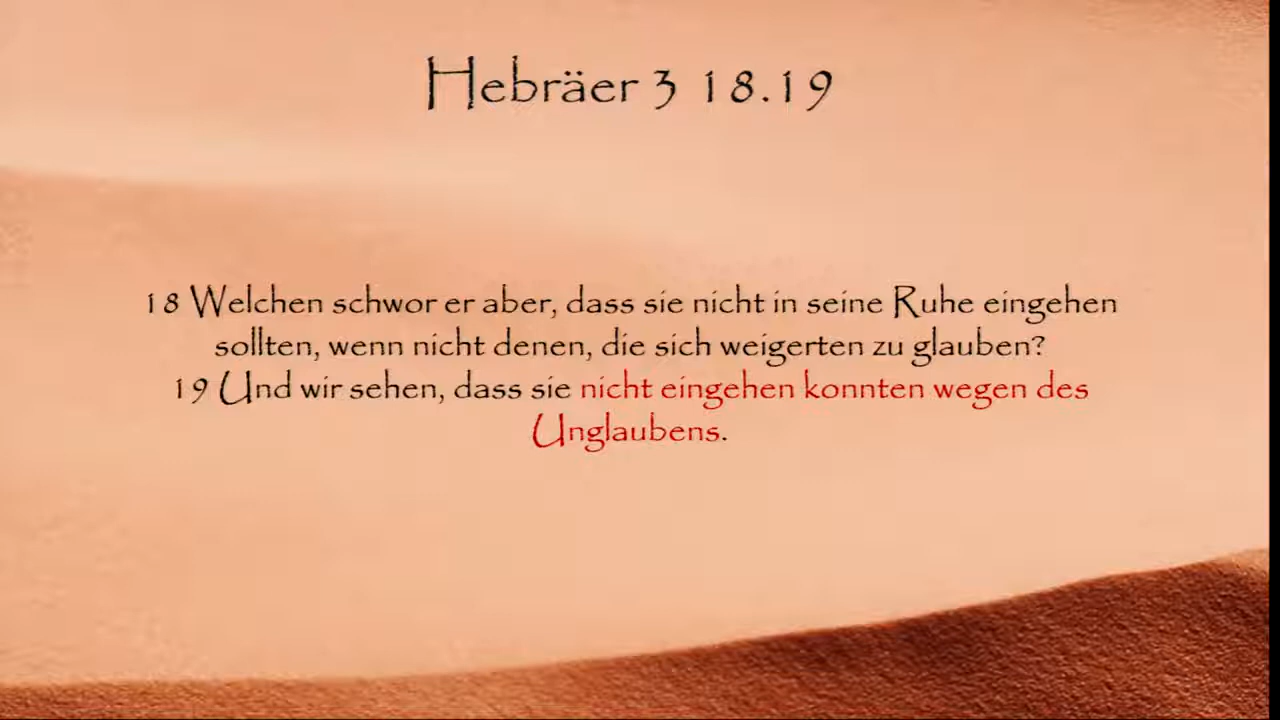 Hebräer 3 18.19
18 Welchen schwor er aber, dass sie nicht in seine Ruhe eingehen
sollten, wenn nicht denen, die sich weigerten zu glauben?
19 Und wir sehen, dass sie nicht eingehen konnten wegen des
Unglaubens.